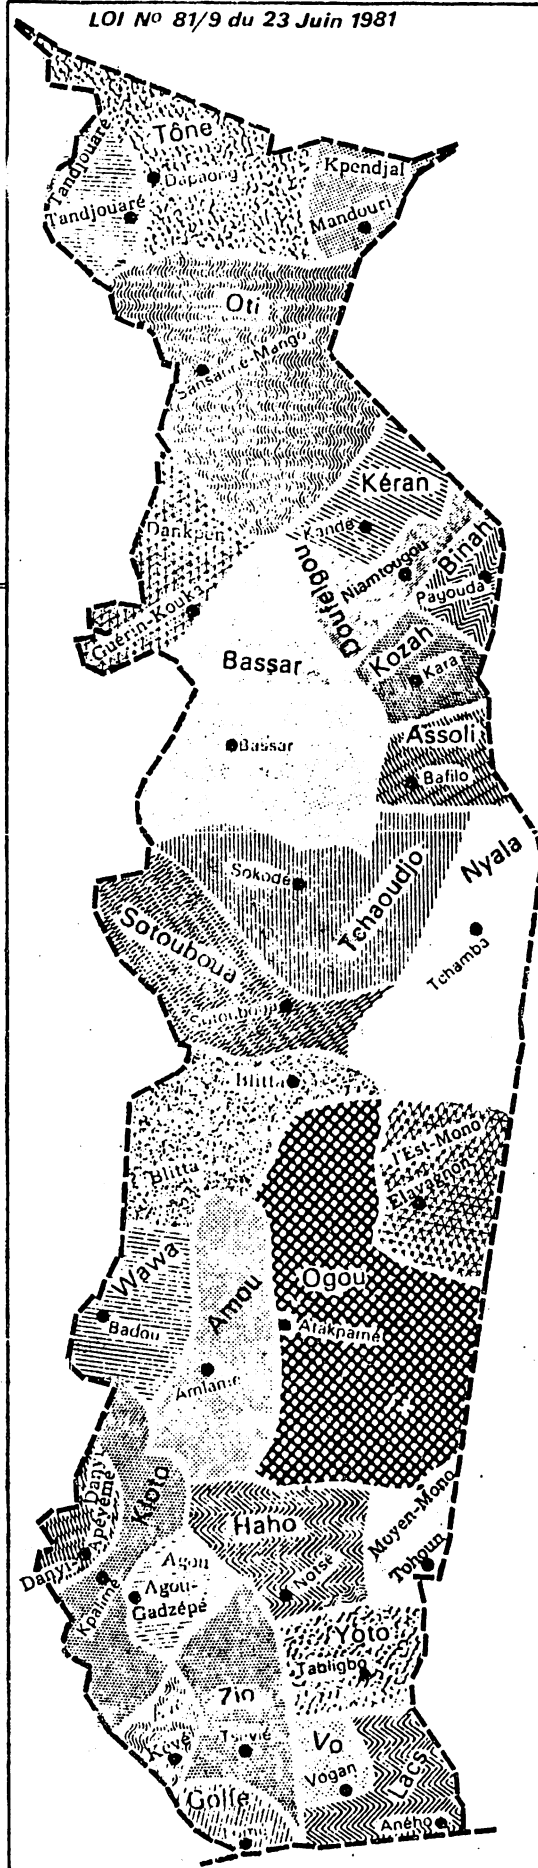 LOI Nº 81/9 du 23 Juin 1981
Tône
Dapaong
Tandjouaré
Tandjouaré
Kpendjal
Mandouri
Oti
Sansanné-Mango
Kéran
Kandé
Dankpen
Guérin-Kouk
Doufelgou
Niamtougou
Binah
Pagouda
Kozah
Kara
Bassar
Bassar
Assoli
Bafilo
Sokodé
Tchaoudjo
Nyala
Tchamba
Sotouboua
Sotouboua
Blitta
Blitta
l'Est-Mono
Elavagnon
Wawa
Badou
Amou
Amlamé
Ogou
Atakpamé
Danyi
Apéyémé
Danyi
Kloto
Kpalimé
Agou
Agou-
Gadzépé
Haho
Notsé
Moyen-Mono
Tohoun
Yoto
Tabligbo
Zio
Tsévié
Kévé
Vo
Vogan
Lacs
Aného
Golfe